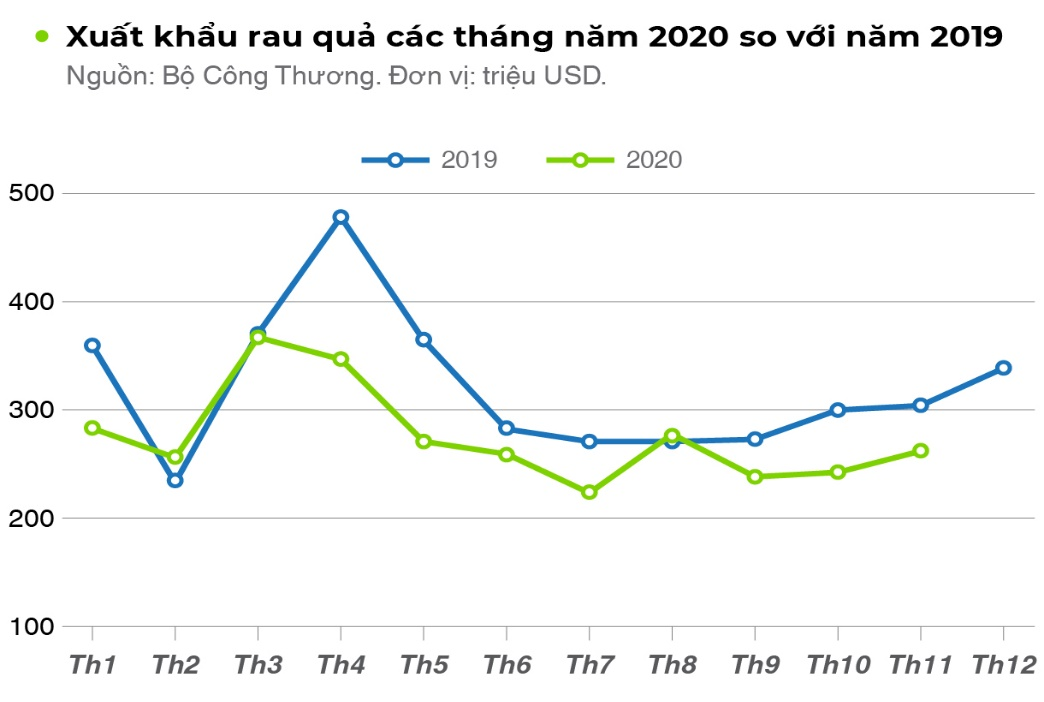 Xuất khẩu rau quả các tháng năm 2020 so với năm 2019
Nguồn: Bộ Công Thương. Đơn vị: triệu USD.
2019 2020
500
400
300
200
100
Th1 Th2 Th3 Th4 Th5 Th6 Th7 Th8 Th9 Th10 Th11 Th12